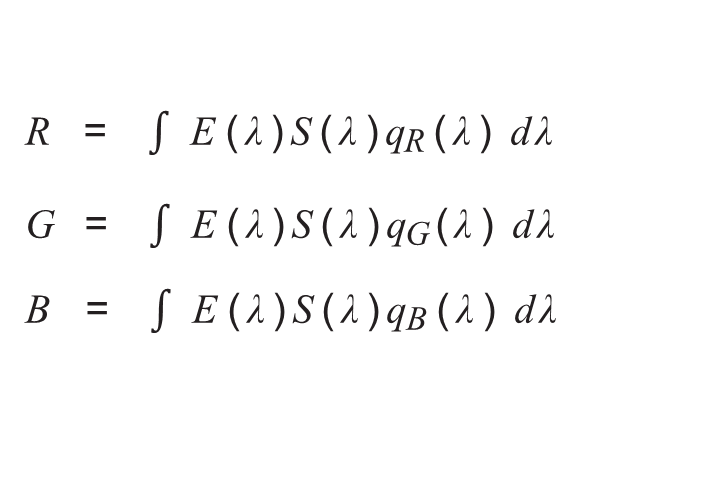 R = ∫ E(λ)S(λ)q_R(λ) dλ
G = ∫ E(λ)S(λ)q_G(λ) dλ
B = ∫ E(λ)S(λ)q_B(λ) dλ